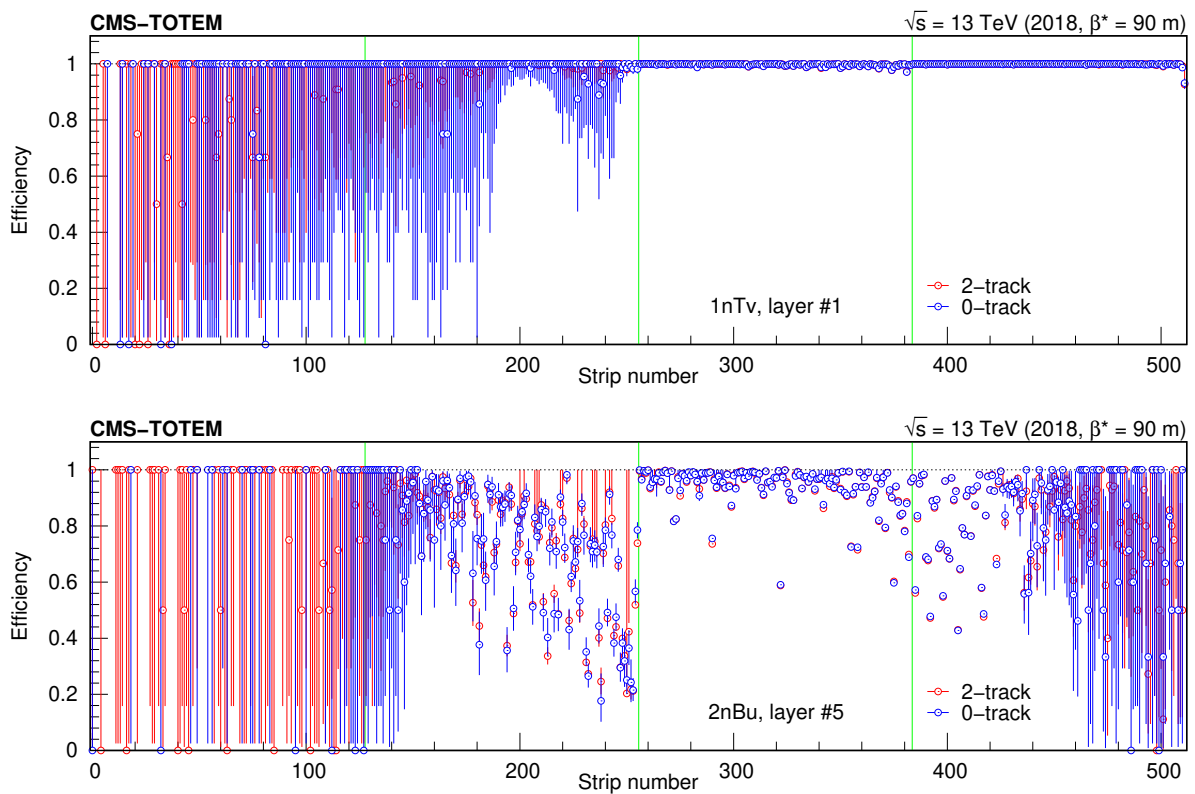 CMS−TOTEM
√s = 13 TeV (2018, β* = 90 m)
1
0.8
0.6
0.4
0.2
0
Efficiency
1nTv, layer #1
2−track
0−track
0 100 200 300 400 500
Strip number
CMS−TOTEM
√s = 13 TeV (2018, β* = 90 m)
1
0.8
0.6
0.4
0.2
0
Efficiency
2nBu, layer #5
2−track
0−track
0 100 200 300 400 500
Strip number